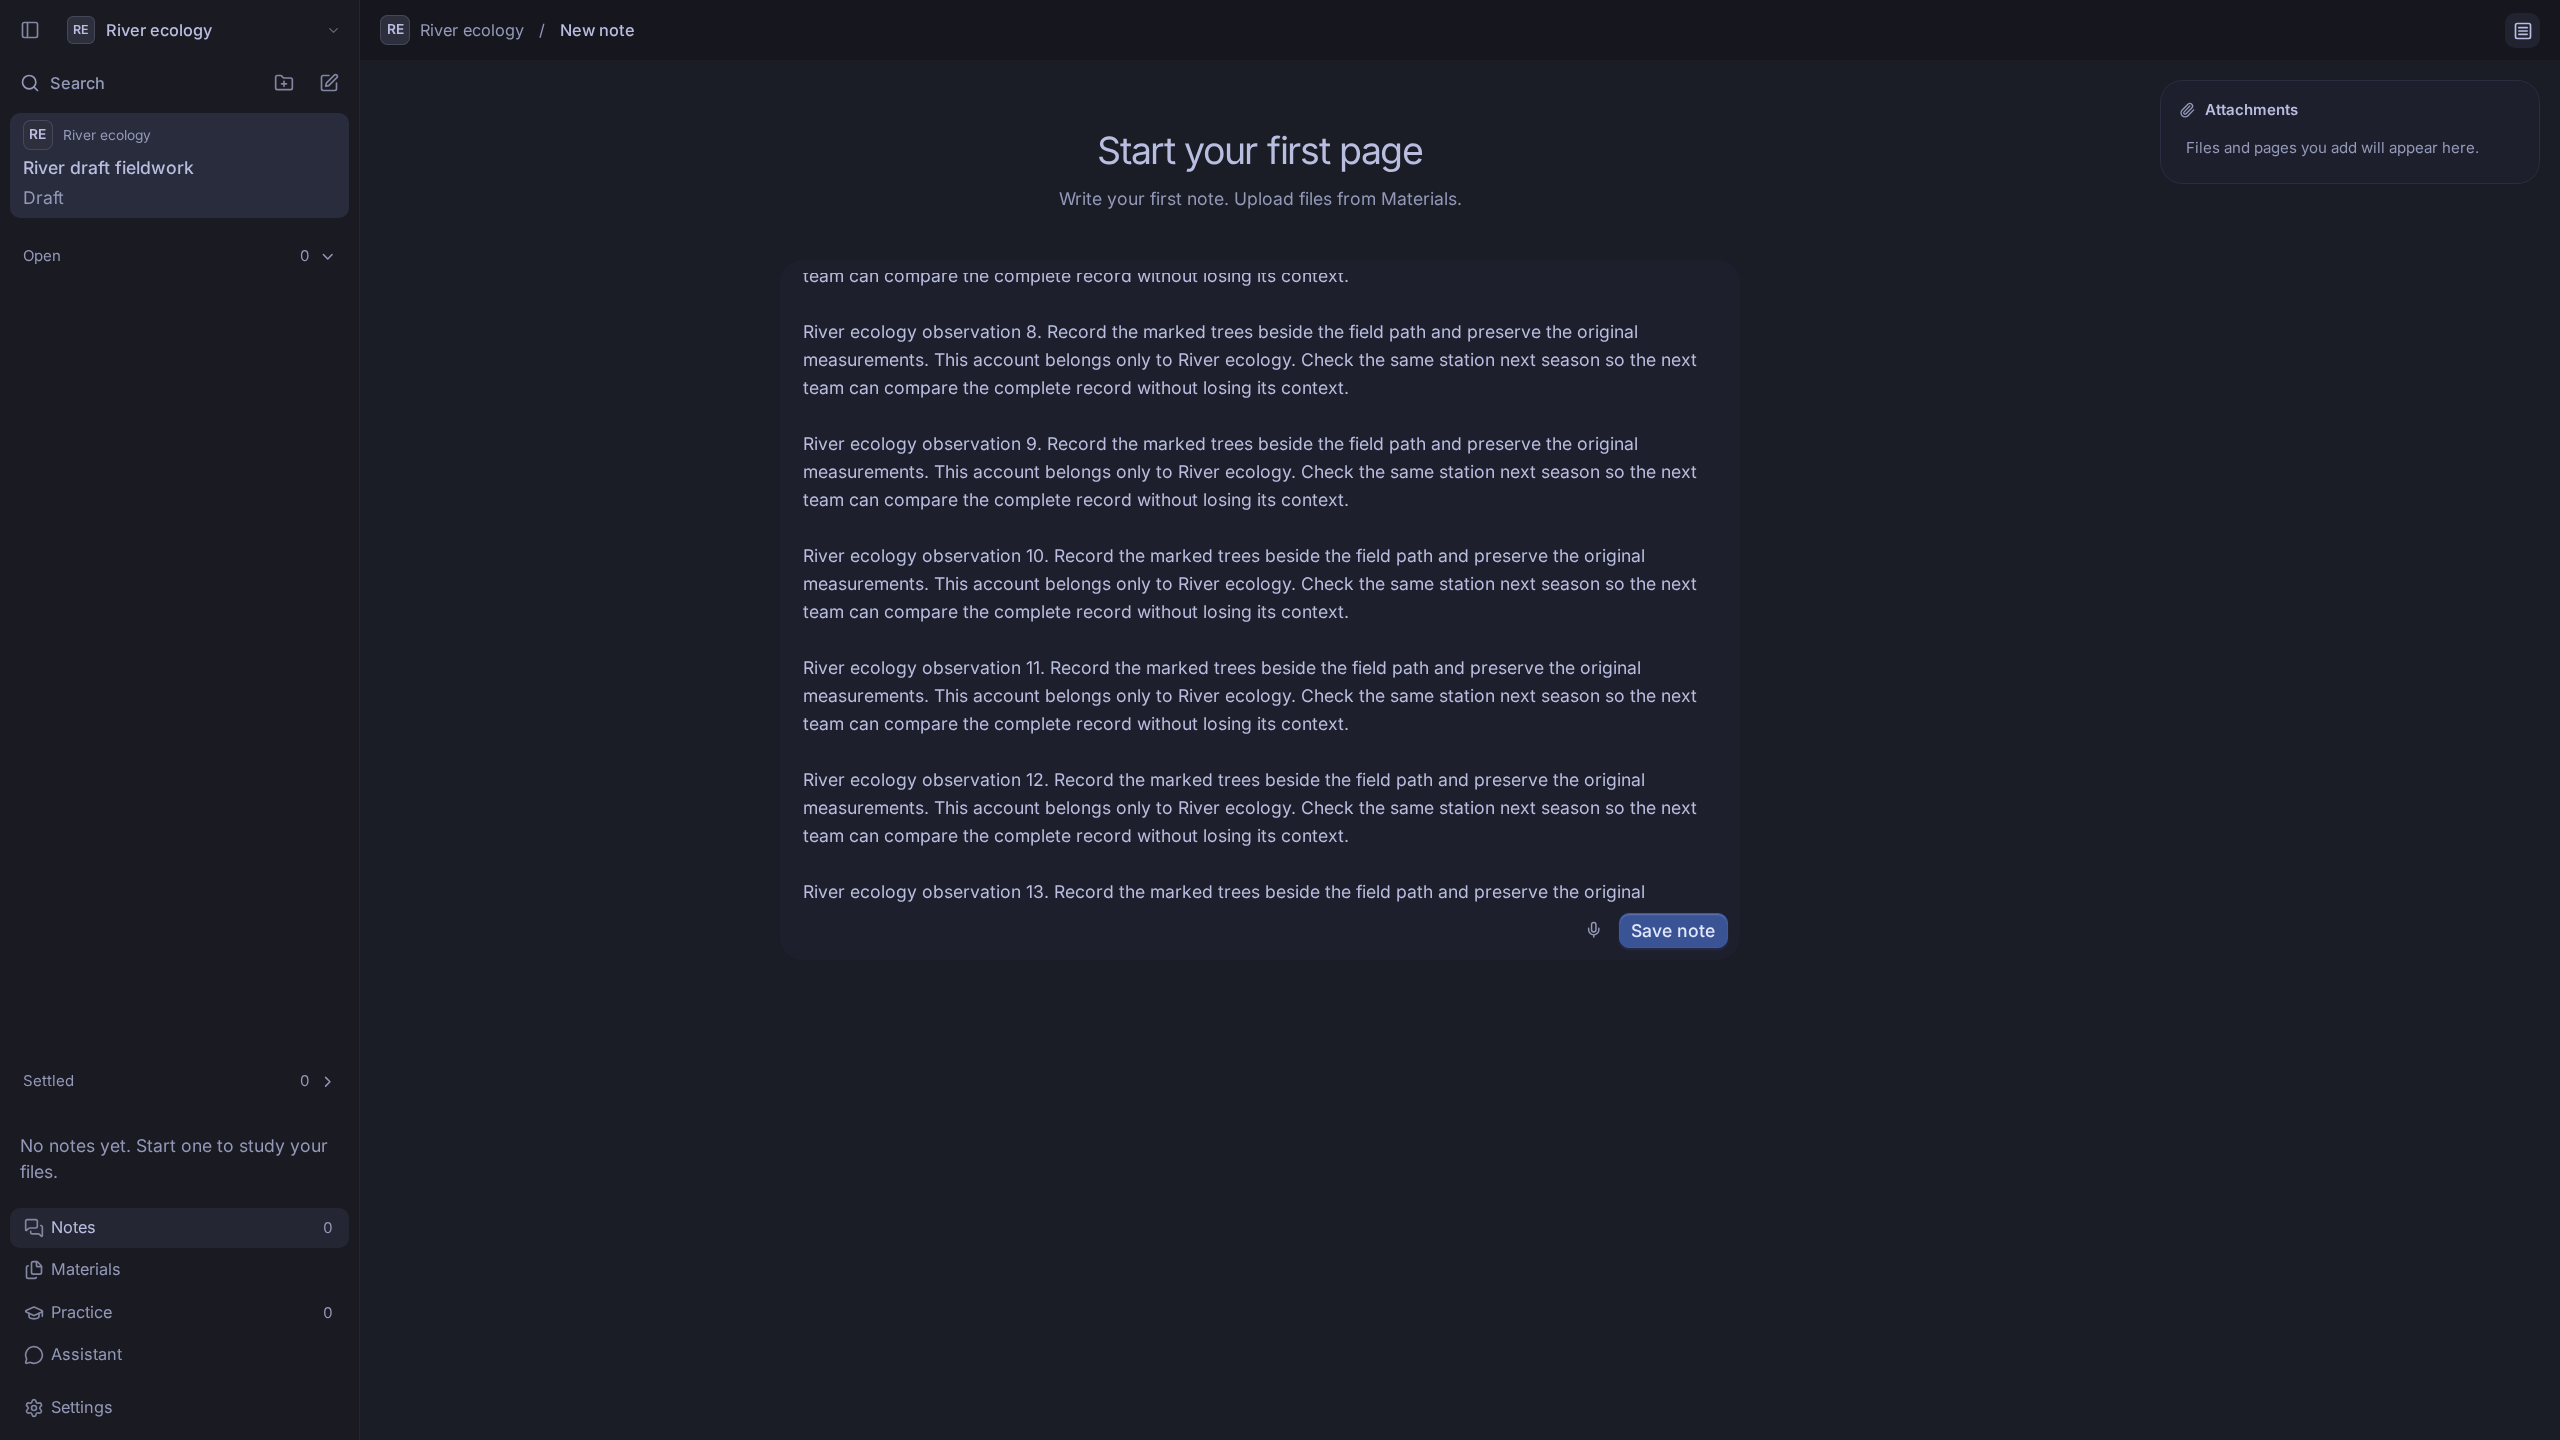 RE River ecology
Search
RE River ecology
River draft fieldwork
Draft
Open 0
Settled 0
No notes yet. Start one to study your
files.
Notes 0
Materials
Practice 0
Assistant
Settings
RE River ecology / New note
Start your first page
Write your first note. Upload files from Materials.
team can compare the complete record without losing its context.
River ecology observation 8. Record the marked trees beside the field path and preserve the original
measurements. This account belongs only to River ecology. Check the same station next season so the next
team can compare the complete record without losing its context.
River ecology observation 9. Record the marked trees beside the field path and preserve the original
measurements. This account belongs only to River ecology. Check the same station next season so the next
team can compare the complete record without losing its context.
River ecology observation 10. Record the marked trees beside the field path and preserve the original
measurements. This account belongs only to River ecology. Check the same station next season so the next
team can compare the complete record without losing its context.
River ecology observation 11. Record the marked trees beside the field path and preserve the original
measurements. This account belongs only to River ecology. Check the same station next season so the next
team can compare the complete record without losing its context.
River ecology observation 12. Record the marked trees beside the field path and preserve the original
measurements. This account belongs only to River ecology. Check the same station next season so the next
team can compare the complete record without losing its context.
River ecology observation 13. Record the marked trees beside the field path and preserve the original
Save note
Attachments
Files and pages you add will appear here.